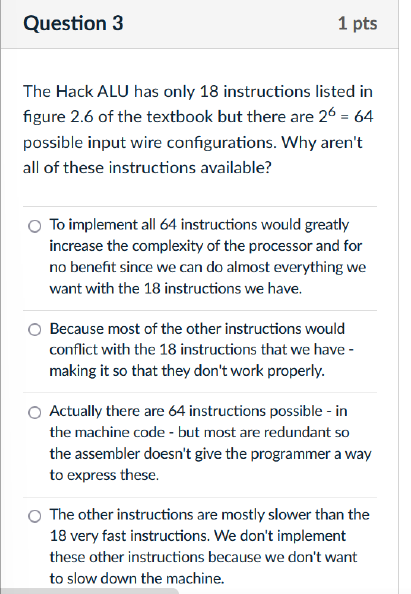 Question 3
1 pts
The Hack ALU has only 18 instructions listed in
figure 2.6 of the textbook but there are 2⁶ = 64
possible input wire configurations. Why aren't
all of these instructions available?
To implement all 64 instructions would greatly
increase the complexity of the processor and for
no benefit since we can do almost everything we
want with the 18 instructions we have.
Because most of the other instructions would
conflict with the 18 instructions that we have -
making it so that they don't work properly.
Actually there are 64 instructions possible - in
the machine code - but most are redundant so
the assembler doesn't give the programmer a way
to express these.
The other instructions are mostly slower than the
18 very fast instructions. We don't implement
these other instructions because we don't want
to slow down the machine.